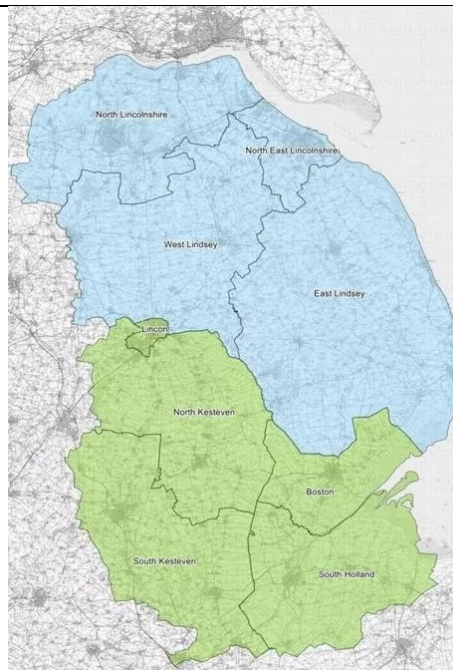 North Lincolnshire
North East Lincolnshire
West Lindsey
East Lindsey
Lincon
North Kesteven
Boston
South Kesteven
South Holland